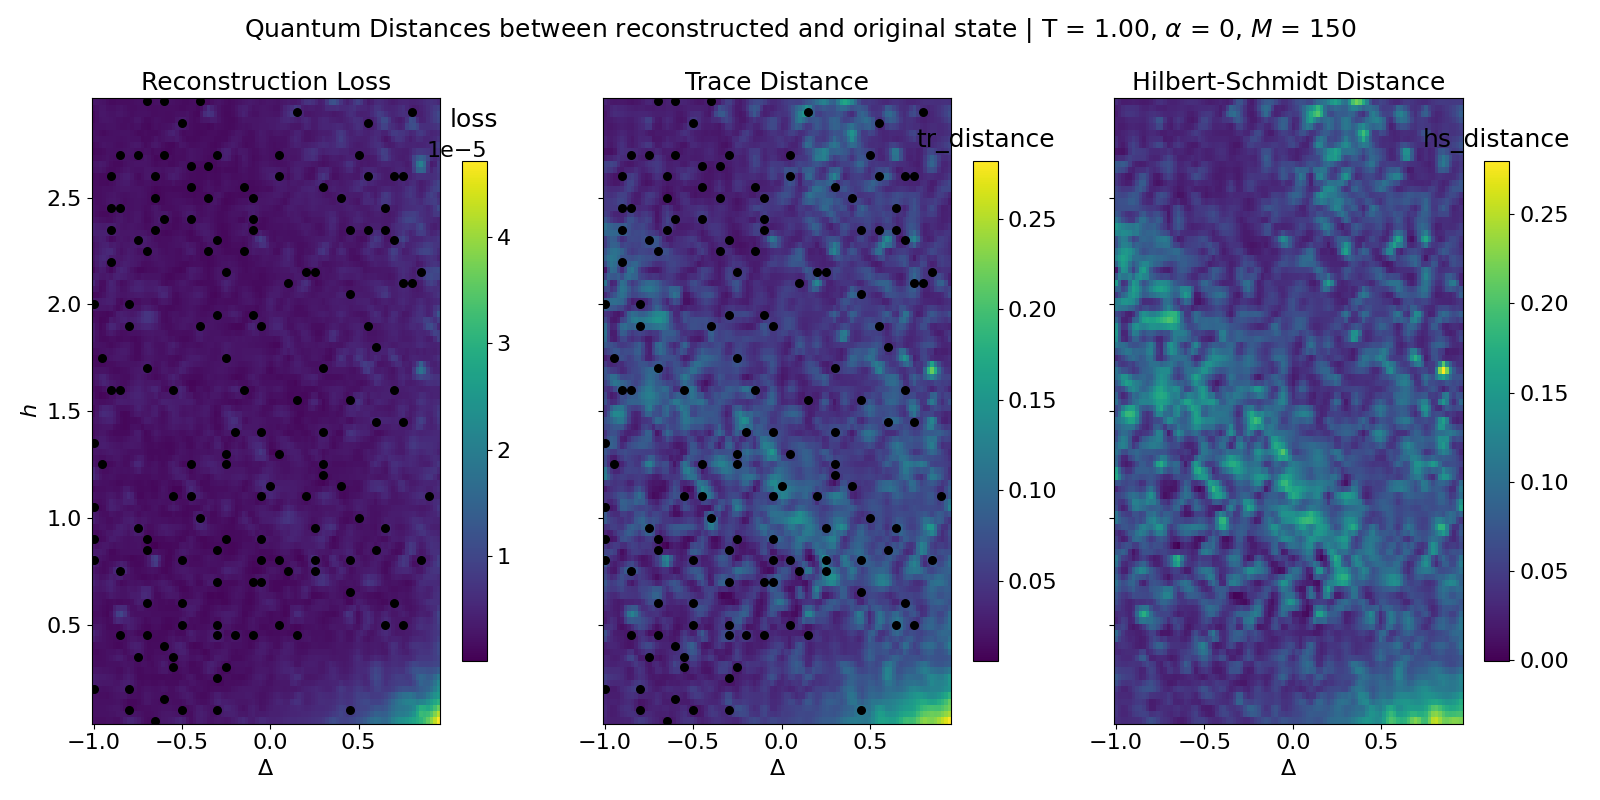 Quantum Distances between reconstructed and original state | T = 1.00, α = 0, M = 150
Reconstruction Loss
Trace Distance
Hilbert-Schmidt Distance
loss
1e−5
4
3
2
1
h
2.5
2.0
1.5
1.0
0.5
−1.0
−0.5
0.0
0.5
Δ
tr_distance
0.25
0.20
0.15
0.10
0.05
−1.0
−0.5
0.0
0.5
Δ
hs_distance
0.25
0.20
0.15
0.10
0.05
0.00
−1.0
−0.5
0.0
0.5
Δ